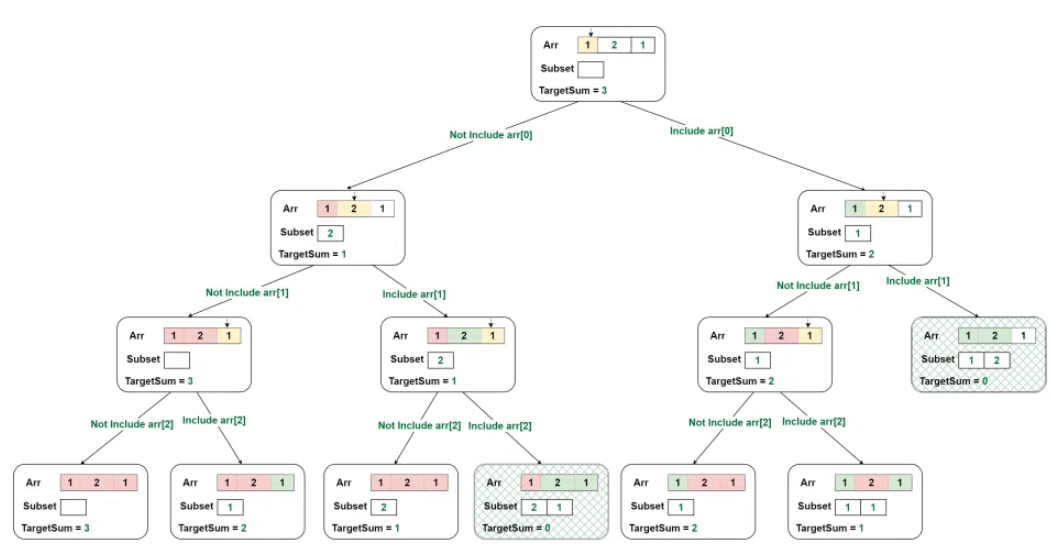 Arr 1 2 1
Subset
TargetSum = 3
Not Include arr[0]
Include arr[0]
Arr 1 2 1
Subset 2
TargetSum = 1
Arr 1 2 1
Subset 1
TargetSum = 2
Not Include arr[1]
Include arr[1]
Not Include arr[1]
Include arr[1]
Arr 1 2 1
Subset
TargetSum = 3
Arr 1 2 1
Subset 2
TargetSum = 1
Arr 1 2 1
Subset 1
TargetSum = 2
Arr 1 2 1
Subset 1 2
TargetSum = 0
Not Include arr[2]
Include arr[2]
Not Include arr[2]
Include arr[2]
Not Include arr[2]
Include arr[2]
Arr 1 2 1
Subset
TargetSum = 3
Arr 1 2 1
Subset 1
TargetSum = 2
Arr 1 2 1
Subset 2
TargetSum = 1
Arr 1 2 1
Subset 2 1
TargetSum = 0
Arr 1 2 1
Subset 1
TargetSum = 2
Arr 1 2 1
Subset 1 1
TargetSum = 1